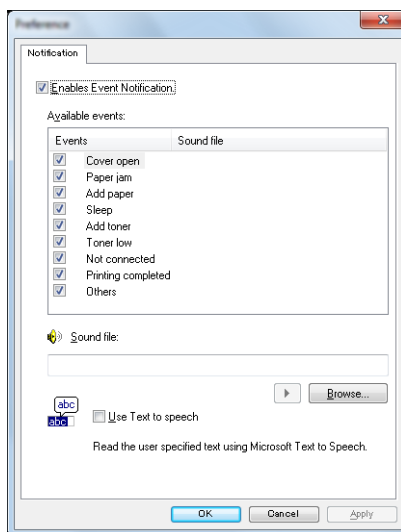 Preference
Notification
Enables Event Notification.
Available events:
Events Sound file
Cover open
Paper jam
Add paper
Sleep
Add toner
Toner low
Not connected
Printing completed
Others
Sound file:
Browse...
abc
abc
Use Text to speech
Read the user specified text using Microsoft Text to Speech.
OK Cancel Apply